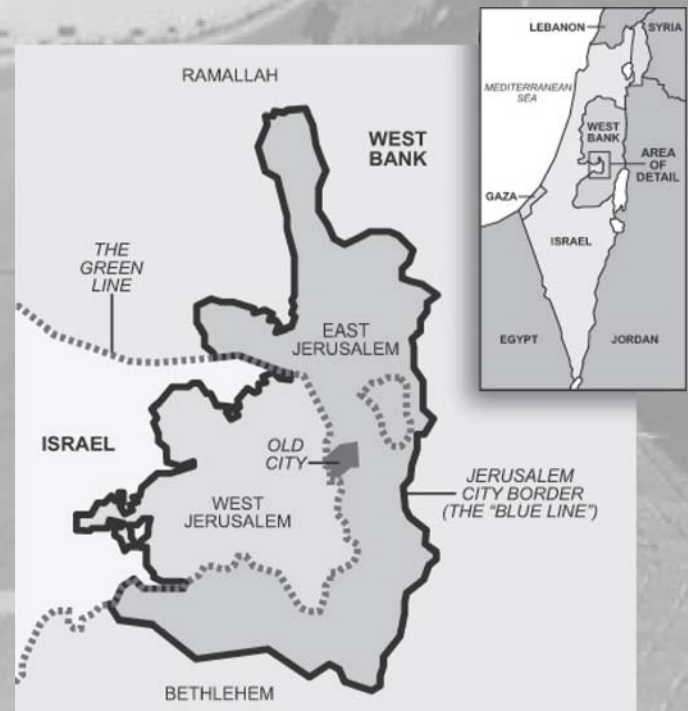 RAMALLAH
WEST
BANK
THE
GREEN
LINE
EAST
JERUSALEM
ISRAEL
OLD
CITY
WEST
JERUSALEM
JERUSALEM
CITY BORDER
(THE “BLUE LINE”)
BETHLEHEM
LEBANON
SYRIA
MEDITERRANEAN
SEA
WEST
BANK
AREA
OF
DETAIL
GAZA
ISRAEL
EGYPT
JORDAN